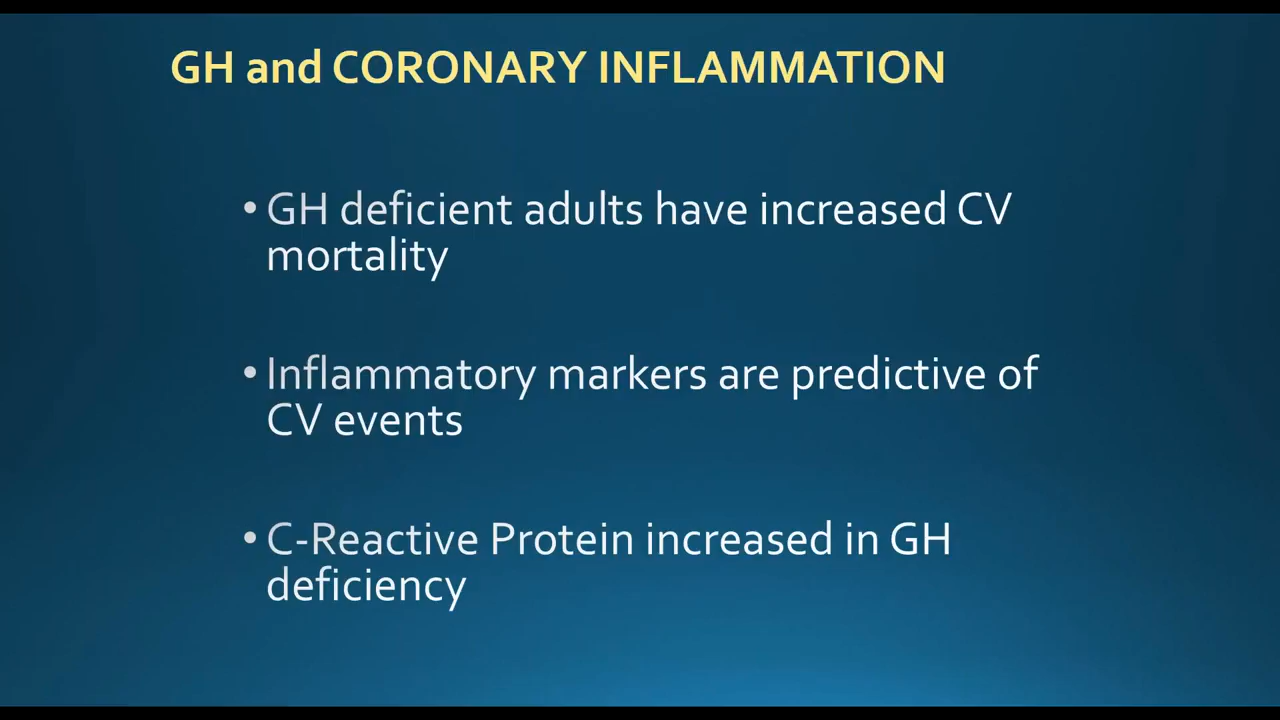 GH and CORONARY INFLAMMATION
• GH deficient adults have increased CV
mortality
• Inflammatory markers are predictive of
CV events
• C-Reactive Protein increased in GH
deficiency